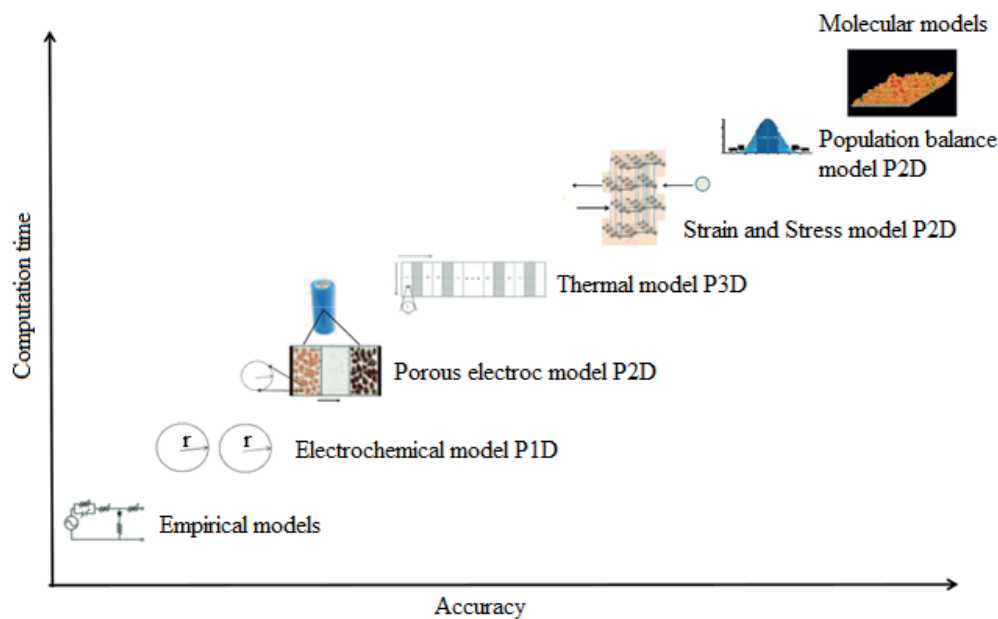 Molecular models
Population balance
model P2D
Strain and Stress model P2D
Thermal model P3D
Porous electroc model P2D
r
r
Electrochemical model P1D
Empirical models
Computation time
Accuracy